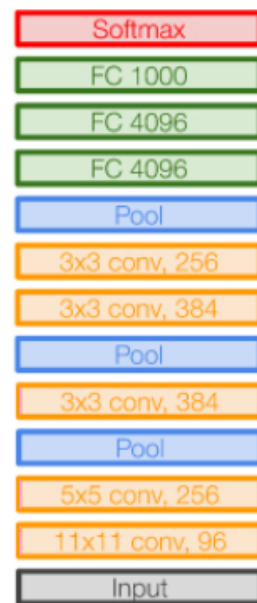 Softmax
FC 1000
FC 4096
FC 4096
Pool
3x3 conv, 256
3x3 conv, 384
Pool
3x3 conv, 384
Pool
5x5 conv, 256
11x11 conv, 96
Input